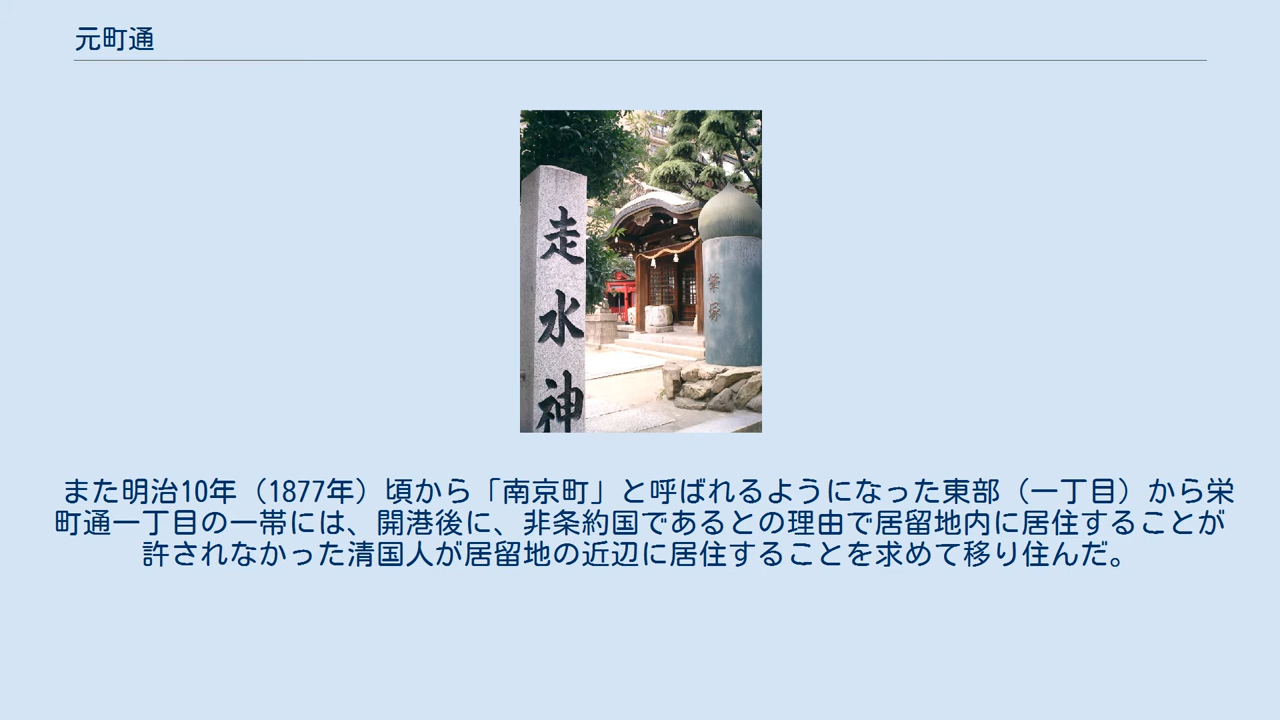 元町通
走水神
筆塚
また明治10年（1877年）頃から「南京町」と呼ばれるようになった東部（一丁目）から栄
町通一丁目の一帯には、開港後に、非条約国であるとの理由で居留地内に居住することが
許されなかった清国人が居留地の近辺に居住することを求めて移り住んだ。